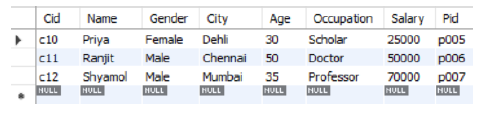 Cid Name Gender City Age Occupation Salary Pid
c10 Priya Female Dehli 30 Scholar 25000 p005
c11 Ranjit Male Chennai 50 Doctor 50000 p006
c12 Shyamol Male Mumbai 35 Professor 70000 p007
NULL NULL NULL NULL NULL NULL NULL NULL